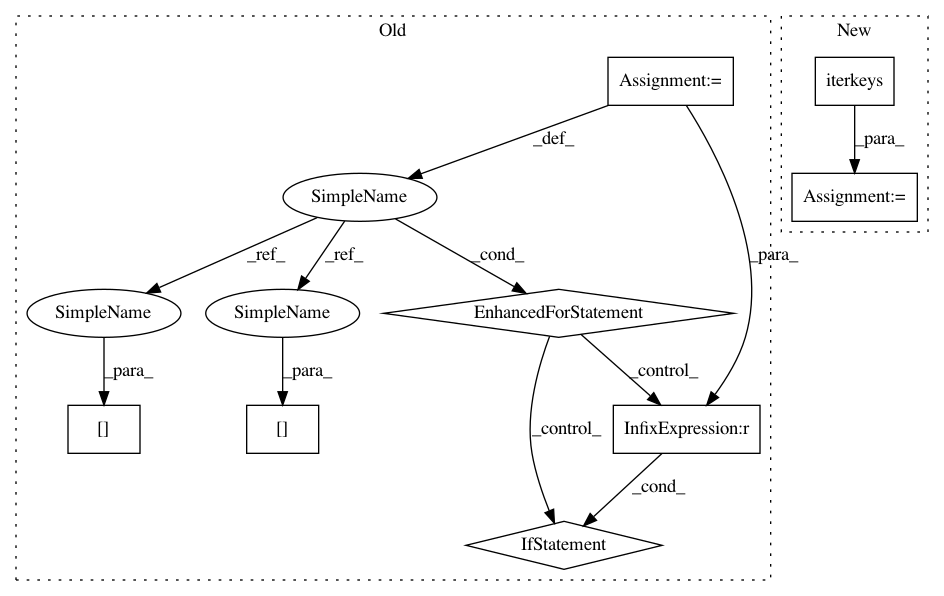 Old
New
Assignment:=
iterkeys
_def_
_para_
SimpleName
Assignment:=
_ref_
_ref_
_cond_
_para_
SimpleName
SimpleName
EnhancedForStatement
_para_
_para_
_control_
[]
[]
_control_
InfixExpression:r
_cond_
IfStatement